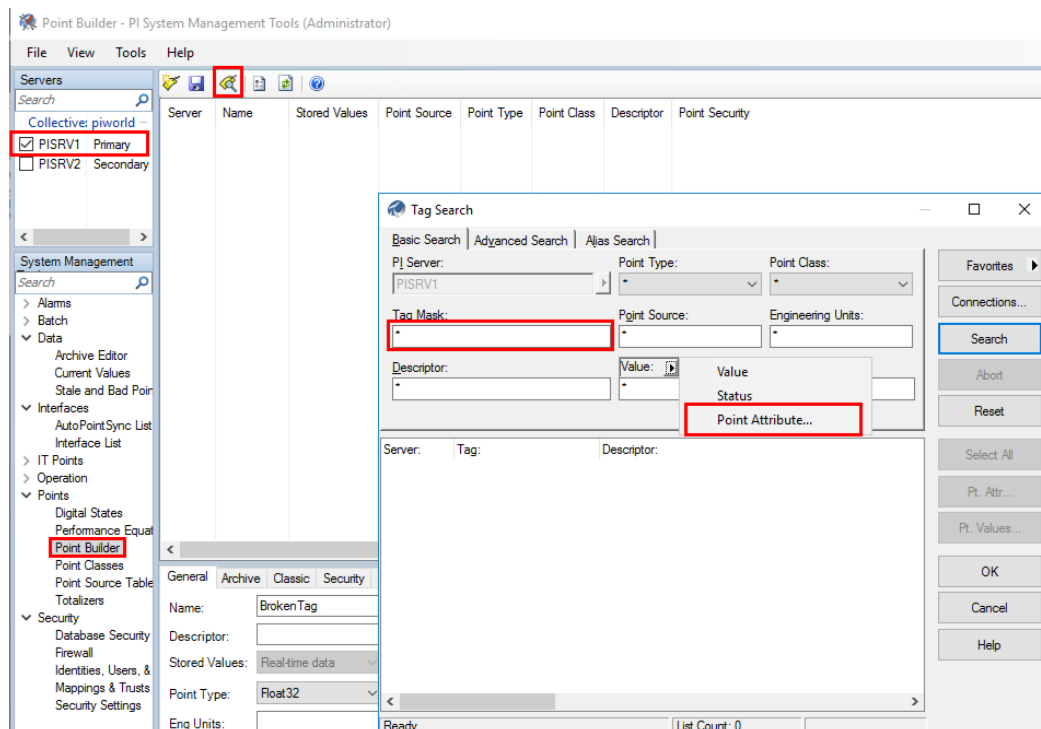 Point Builder - PI System Management Tools (Administrator)
File View Tools Help
Servers
Search
Collective: piworld
PISRV1 Primary
PISRV2 Secondary
Server Name Stored Values Point Source Point Type Point Class Descriptor Point Security
System Management
Search
Alarms
Batch
Data
Archive Editor
Current Values
Stale and Bad Poin
Interfaces
AutoPointSync List
Interface List
IT Points
Operation
Points
Digital States
Performance Equat
Point Builder
Point Classes
Point Source Table
Totalizers
Security
Database Security
Firewall
Identities, Users, &
Mappings & Trusts
Security Settings
General Archive Classic Security
Name: BrokenTag
Descriptor:
Stored Values: Real-time data
Point Type: Float32
Eng Units:
Tag Search
Basic Search Advanced Search Alias Search
PI Server: Point Type: Point Class:
PISRV1 * *
Tag Mask: Point Source: Engineering Units:
* * *
Descriptor: Value:
* *
Value
Status
Point Attribute...
Server: Tag: Descriptor:
Ready List Count: 0
Favorites
Connections...
Search
Abort
Reset
Select All
Pt. Attr...
Pt. Values...
OK
Cancel
Help